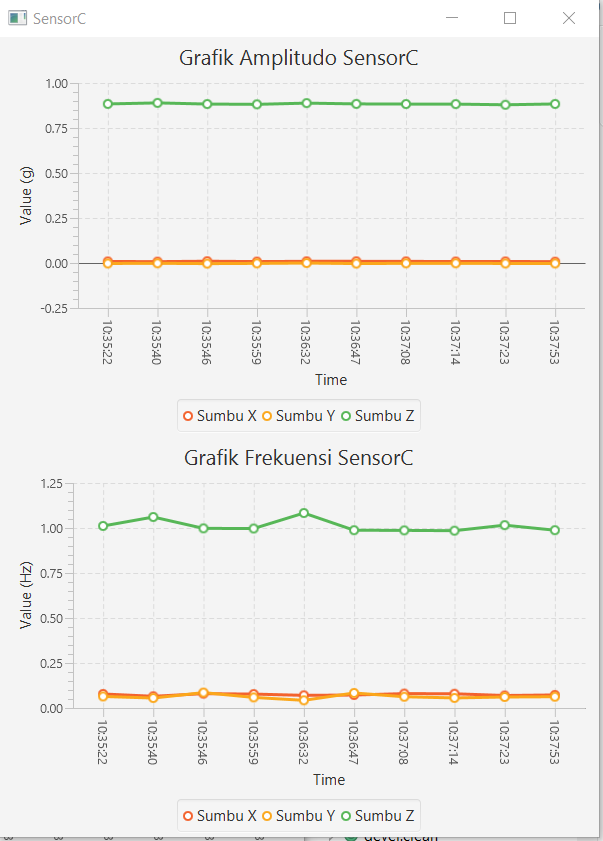 SensorC
Grafik Amplitudo SensorC
1.00
0.75
0.50
0.25
0.00
-0.25
Value (g)
10:35:22 10:35:40 10:35:46 10:35:59 10:36:32 10:36:47 10:37:08 10:37:14 10:37:23 10:37:53
Time
Sumbu X Sumbu Y Sumbu Z
Grafik Frekuensi SensorC
1.25
1.00
0.75
0.50
0.25
0.00
Value (Hz)
10:35:22 10:35:40 10:35:46 10:35:59 10:36:32 10:36:47 10:37:08 10:37:14 10:37:23 10:37:53
Time
Sumbu X Sumbu Y Sumbu Z